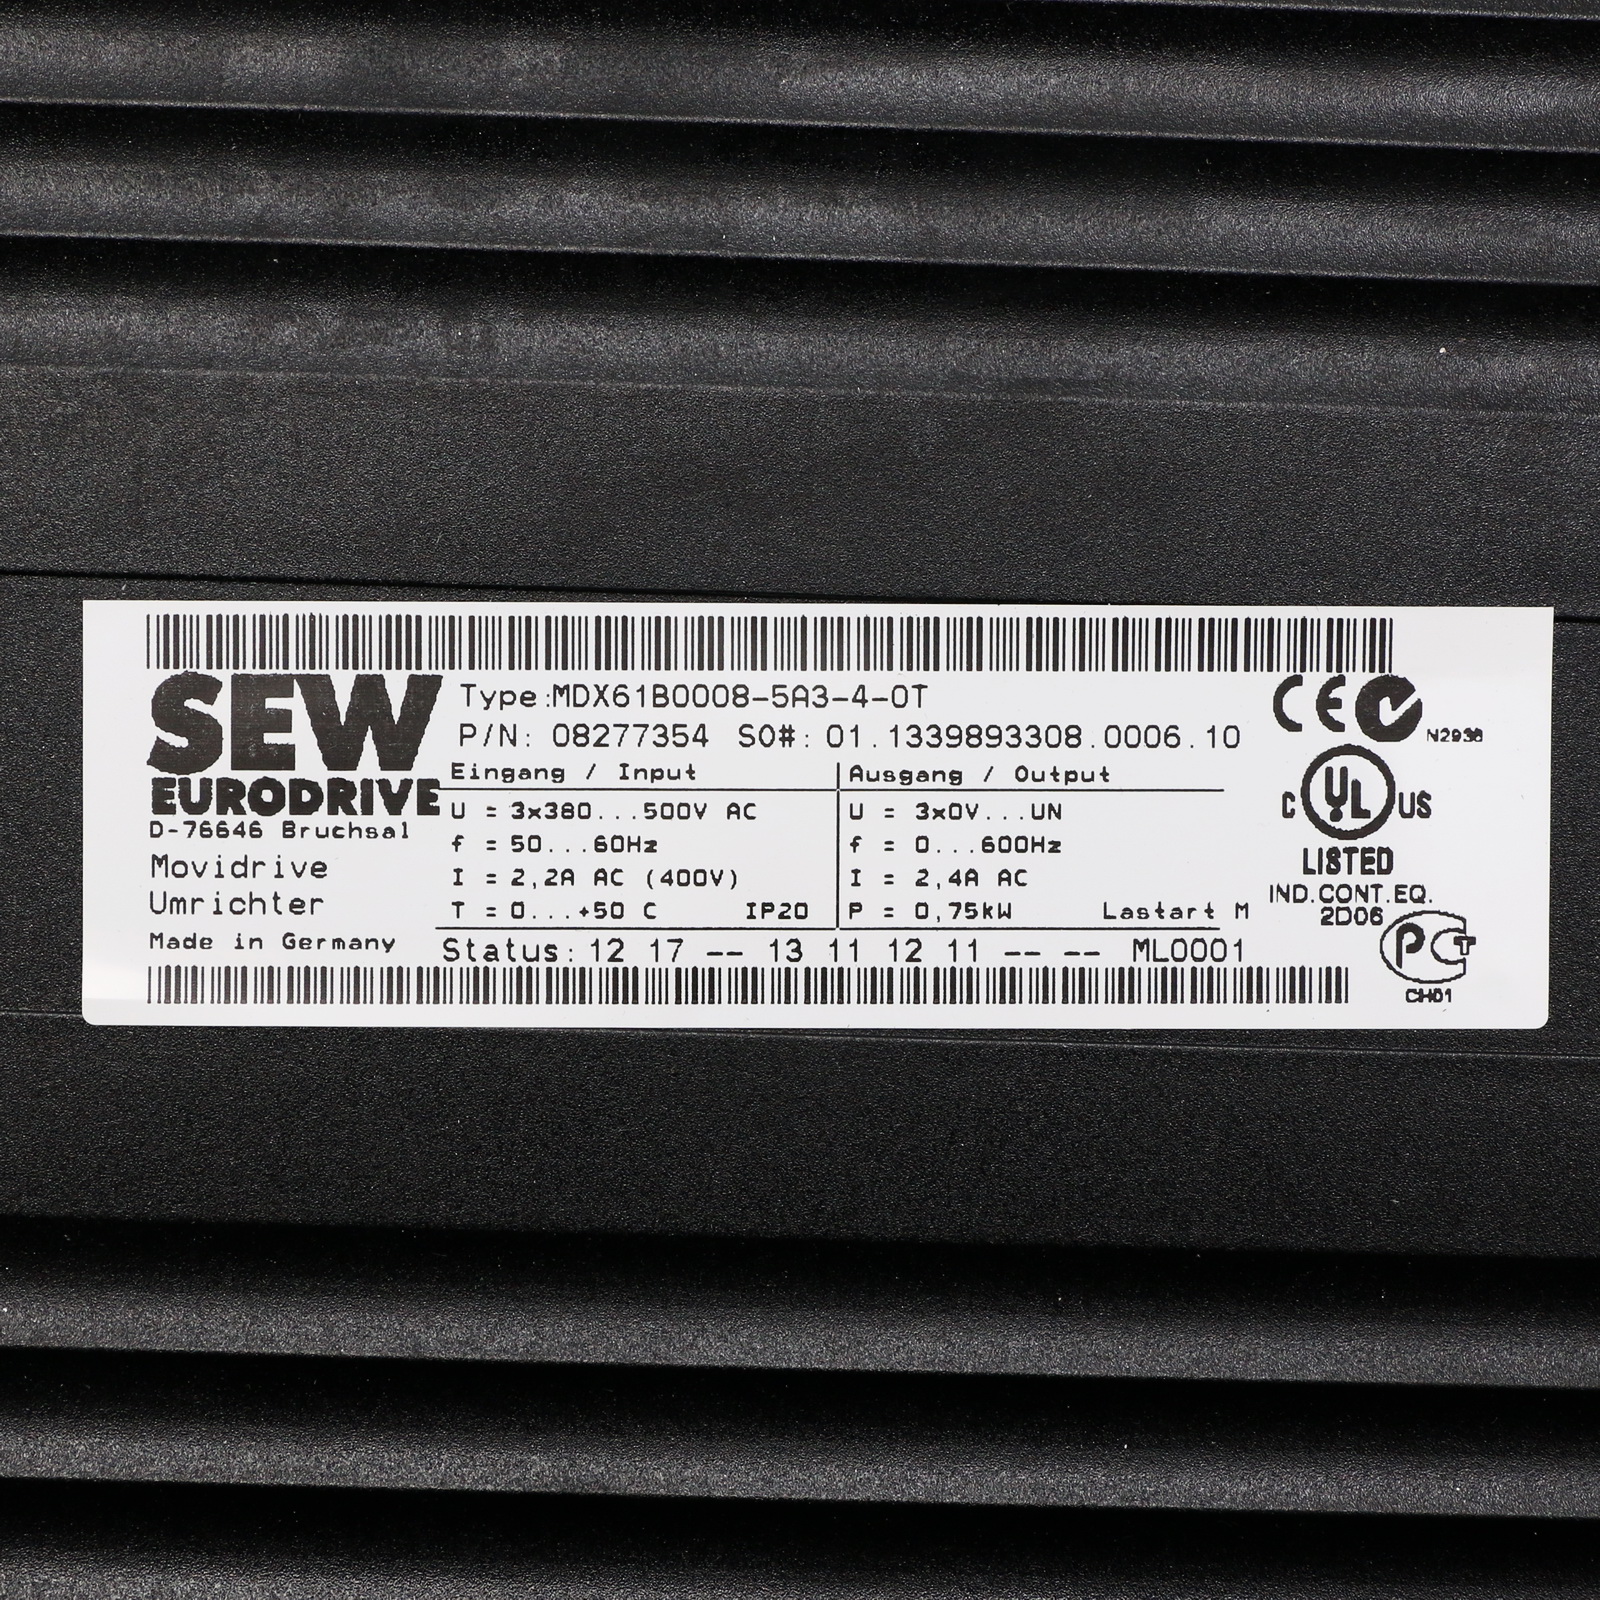 SEW
EURODRIVE
D-76646 Bruchsal
Movidrive
Umrichter
Made in Germany
Type:MDX61B0008-5A3-4-0T
P/N: 08277354 SO#: 01.1339893308.0006.10
Eingang / Input
U = 3x380...500V AC
f = 50...60Hz
I = 2,2A AC (400V)
T = 0...+50 C IP20
Ausgang / Output
U = 3x0V...UN
f = 0...600Hz
I = 2,4A AC
P = 0,75kW Lastart M
Status: 12 17 -- 13 11 12 11 -- -- ML0001
CE
N2936
C UL US
LISTED
IND.CONT.EQ.
2D06
PCT
CH01